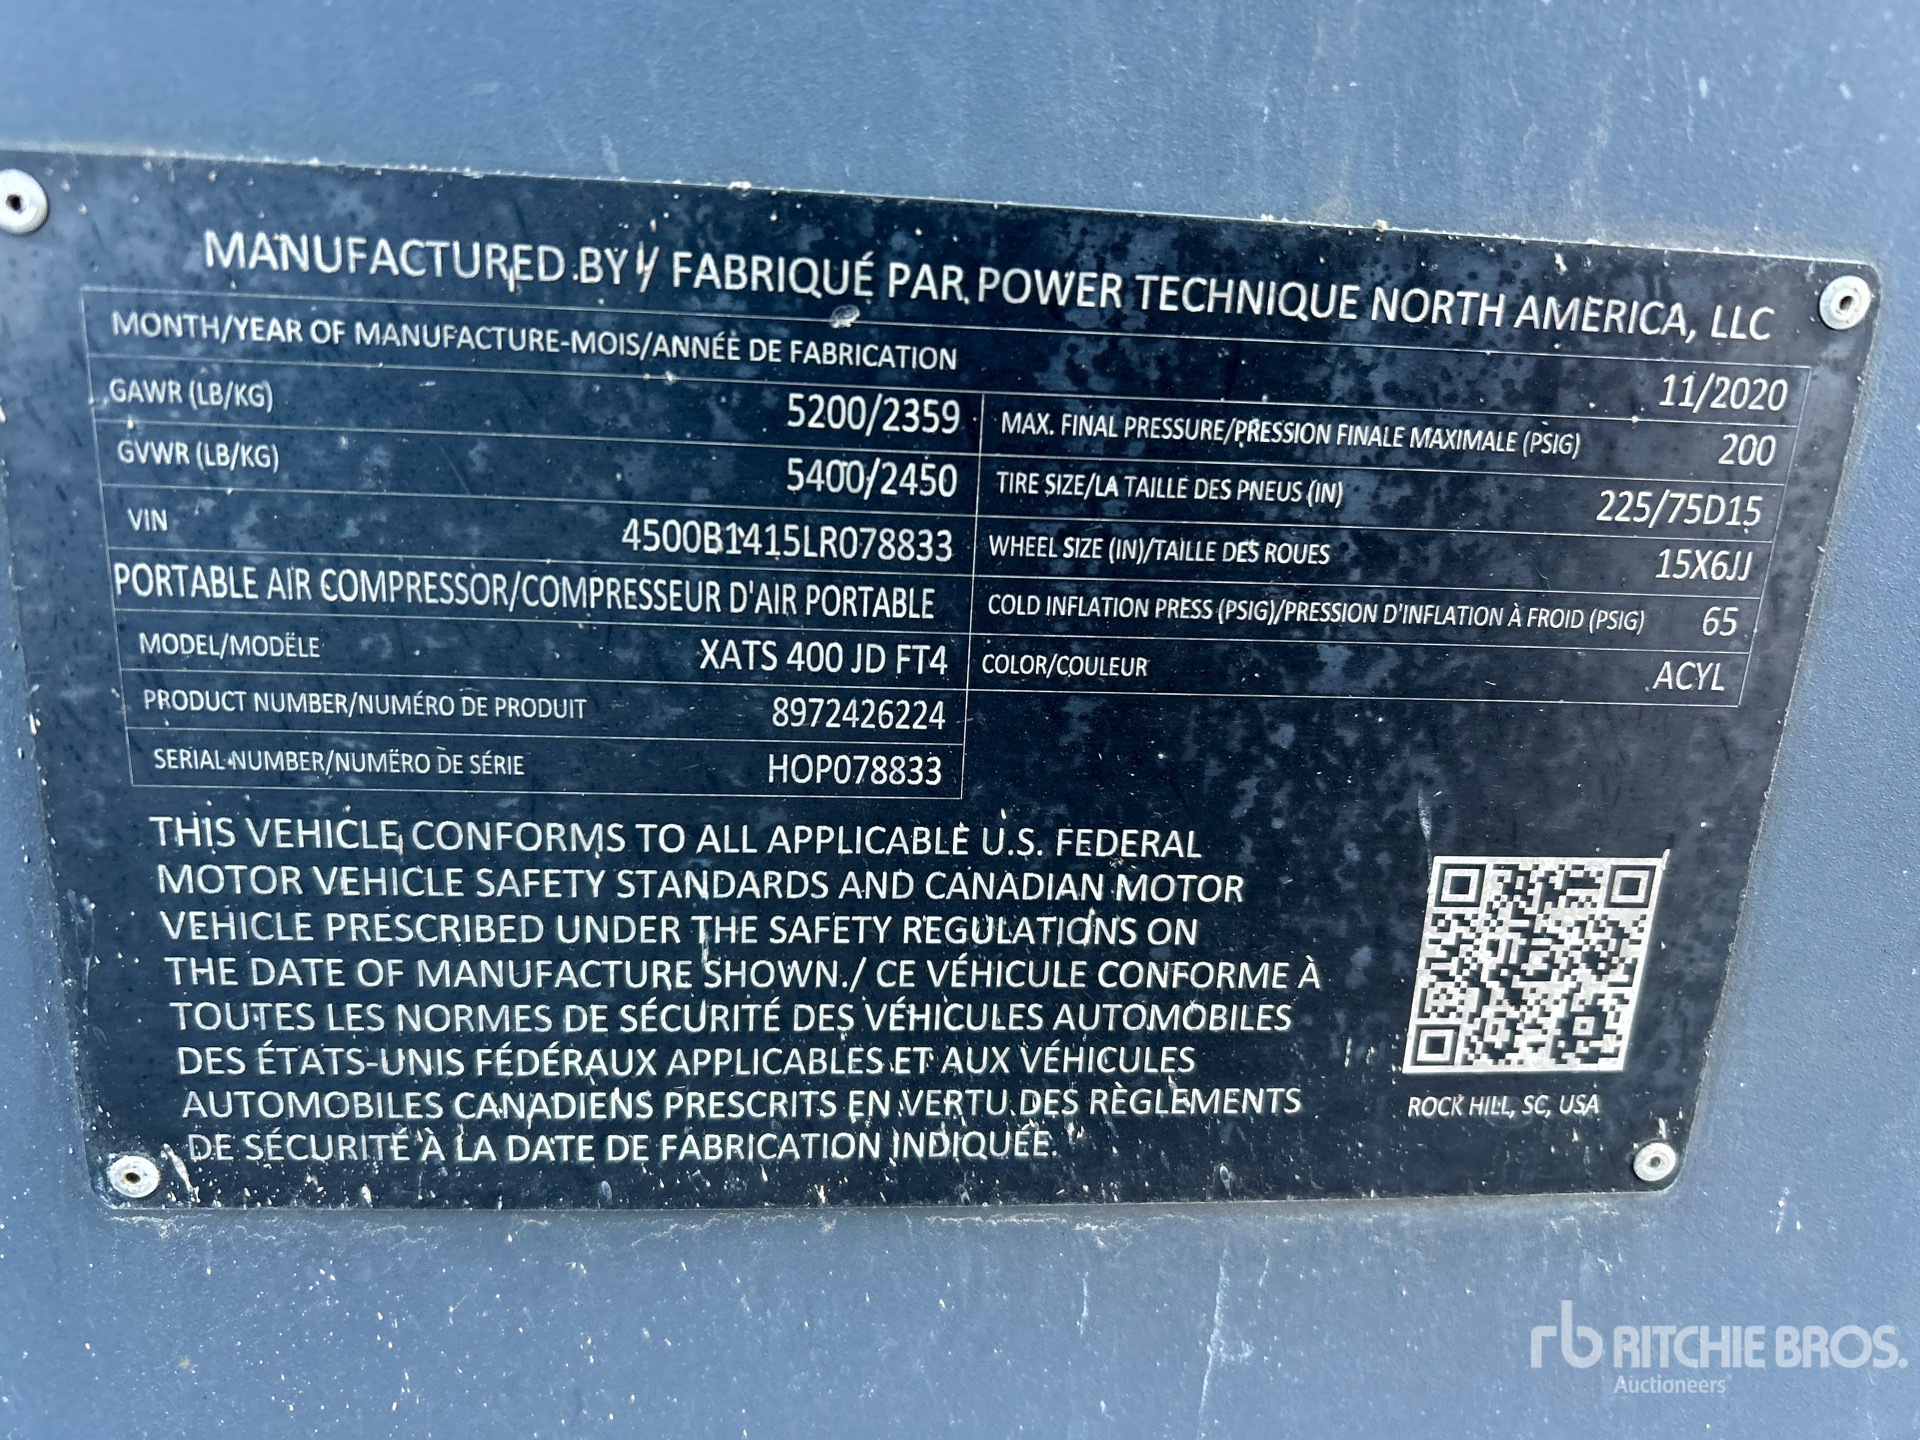 MANUFACTURED BY / FABRIQUÉ PAR POWER TECHNIQUE NORTH AMERICA, LLC
MONTH/YEAR OF MANUFACTURE-MOIS/ANNÉE DE FABRICATION 11/2020
GAWR (LB/KG) 5200/2359 MAX. FINAL PRESSURE/PRESSION FINALE MAXIMALE (PSIG) 200
GVWR (LB/KG) 5400/2450 TIRE SIZE/LA TAILLE DES PNEUS (IN) 225/75D15
VIN 4500B1415LR078833 WHEEL SIZE (IN)/TAILLE DES ROUES 15X6JJ
PORTABLE AIR COMPRESSOR/COMPRESSEUR D'AIR PORTABLE COLD INFLATION PRESS (PSIG)/PRESSION D'INFLATION À FROID (PSIG) 65
MODEL/MODÈLE XATS 400 JD FT4 COLOR/COULEUR ACYL
PRODUCT NUMBER/NUMÉRO DE PRODUIT 8972426224
SERIAL NUMBER/NUMËRO DE SÉRIE HOP078833
THIS VEHICLE CONFORMS TO ALL APPLICABLE U.S. FEDERAL
MOTOR VEHICLE SAFETY STANDARDS AND CANADIAN MOTOR
VEHICLE PRESCRIBED UNDER THE SAFETY REGULATIONS ON
THE DATE OF MANUFACTURE SHOWN./ CE VÉHICULE CONFORME À
TOUTES LES NORMES DE SÉCURITÉ DES VÉHICULES AUTOMOBILES
DES ÉTATS-UNIS FÉDÉRAUX APPLICABLES ET AUX VÉHICULES
AUTOMOBILES CANADIENS PRESCRITS EN VERTU DES RÈGLEMENTS
DE SÉCURITÉ À LA DATE DE FABRICATION INDIQUÉE.
ROCK HILL, SC, USA
rb RITCHIE BROS.
Auctioneers